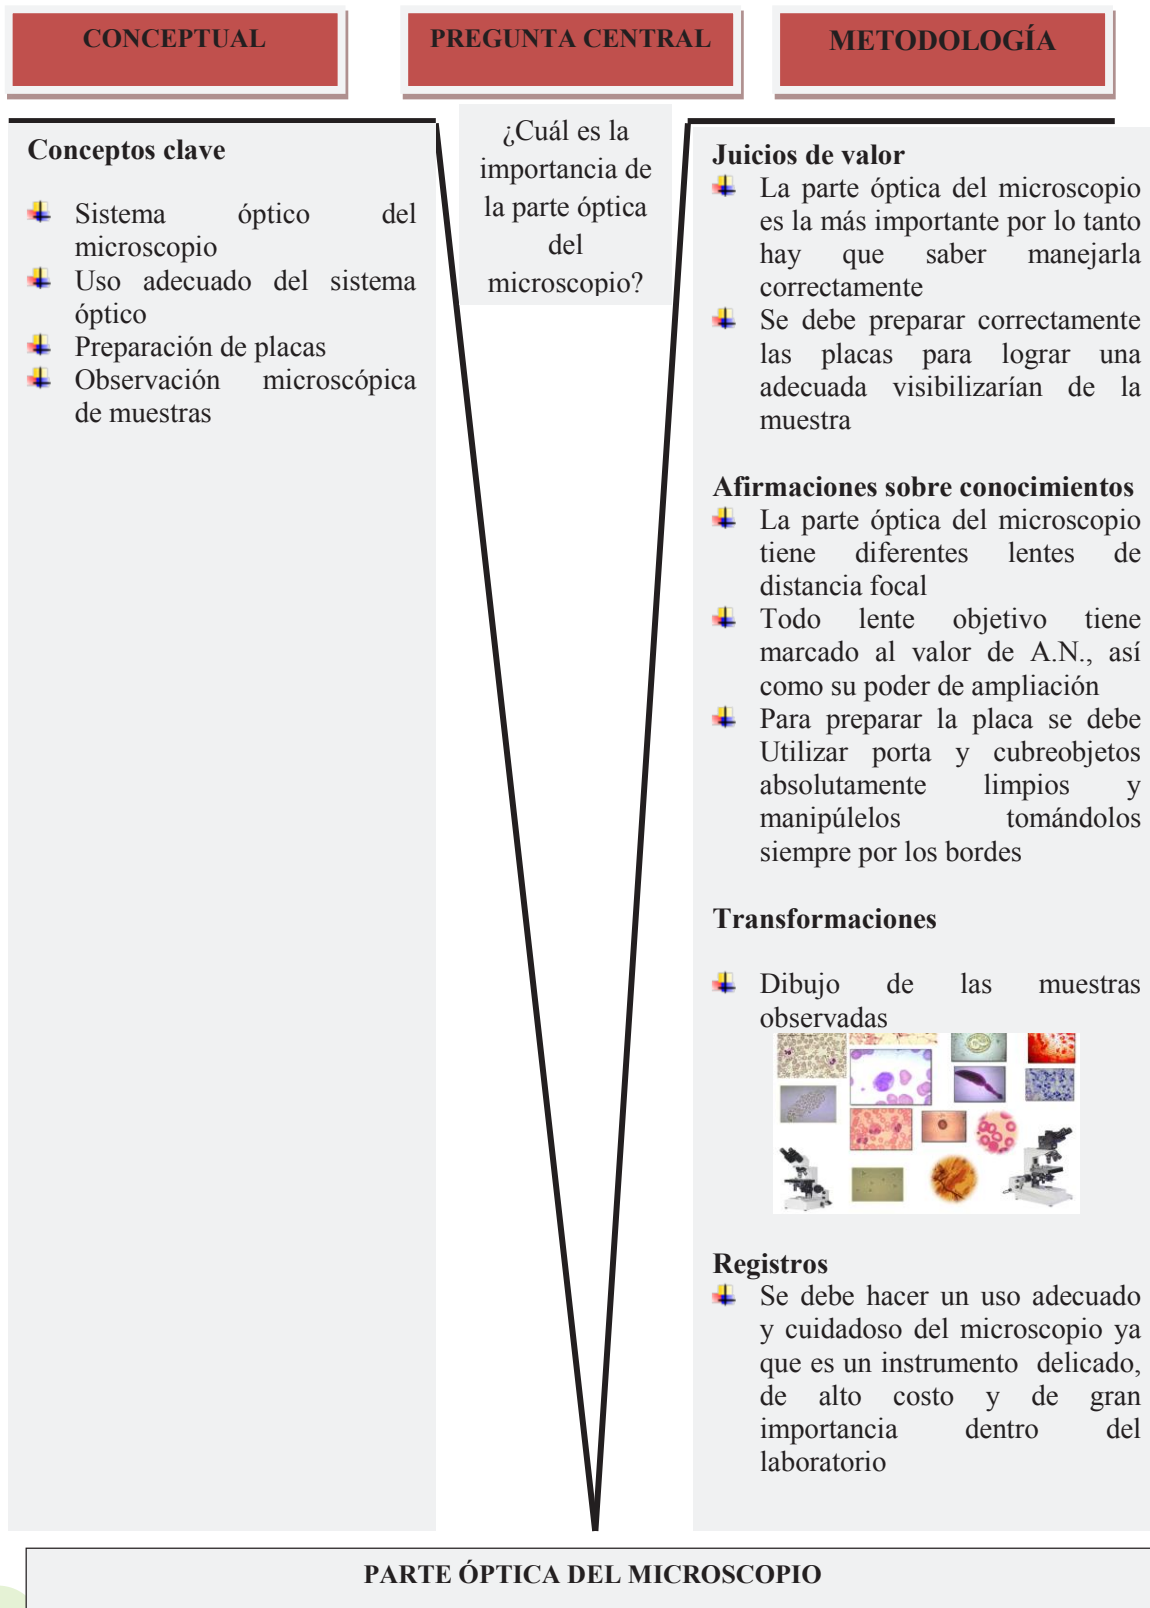 CONCEPTUAL
PREGUNTA CENTRAL
METODOLOGÍA
Conceptos clave
Sistema óptico del
microscopio
Uso adecuado del sistema
óptico
Preparación de placas
Observación microscópica
de muestras
¿Cuál es la
importancia de
la parte óptica
del
microscopio?
Juicios de valor
La parte óptica del microscopio
es la más importante por lo tanto
hay que saber manejarla
correctamente
Se debe preparar correctamente
las placas para lograr una
adecuada visibilizarían de la
muestra
Afirmaciones sobre conocimientos
La parte óptica del microscopio
tiene diferentes lentes de
distancia focal
Todo lente objetivo tiene
marcado al valor de A.N., así
como su poder de ampliación
Para preparar la placa se debe
Utilizar porta y cubreobjetos
absolutamente limpios y
manipúlelos tomándolos
siempre por los bordes
Transformaciones
Dibujo de las muestras
observadas
Registros
Se debe hacer un uso adecuado
y cuidadoso del microscopio ya
que es un instrumento delicado,
de alto costo y de gran
importancia dentro del
laboratorio
PARTE ÓPTICA DEL MICROSCOPIO